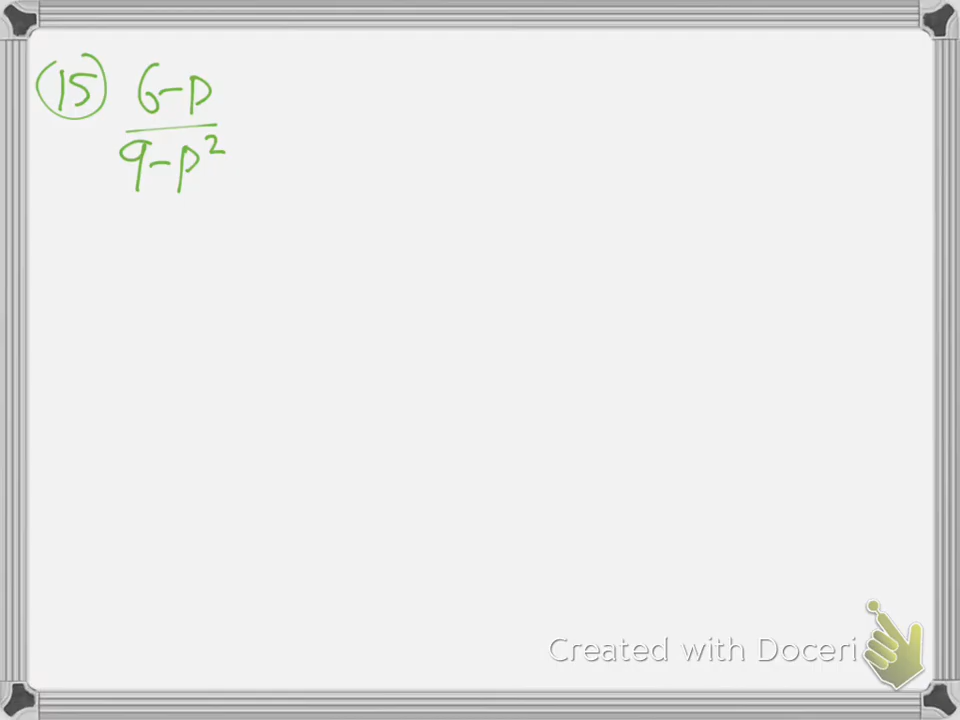 (15) 6-p
9-p²
Created with Doceri